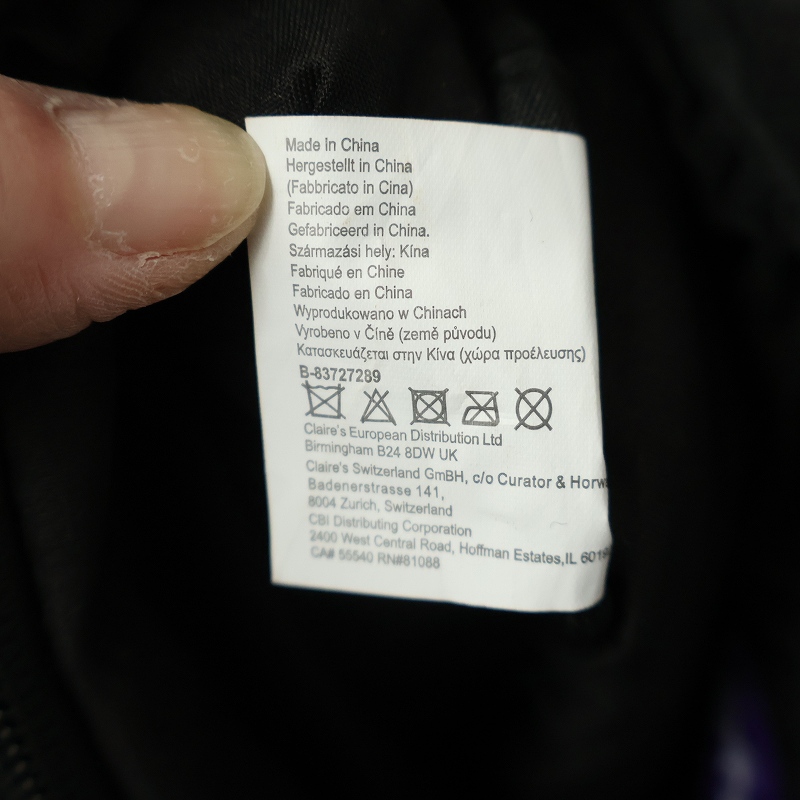 Made in China
Hergestellt in China
(Fabbricato in Cina)
Fabricado em China
Gefabriceerd in China.
Származási hely: Kína
Fabriqué en Chine
Fabricado en China
Wyprodukowano w Chinach
Vyrobeno v Číně (země původu)
Κατασκευάζεται στην Κίνα (χώρα προέλευσης)
B-83727289
Claire's European Distribution Ltd
Birmingham B24 8DW UK
Claire's Switzerland GmBH, c/o Curator & Horw
Badenerstrasse 141,
8004 Zurich, Switzerland
CBI Distributing Corporation
2400 West Central Road, Hoffman Estates,IL
CA# 55540 RN#81088